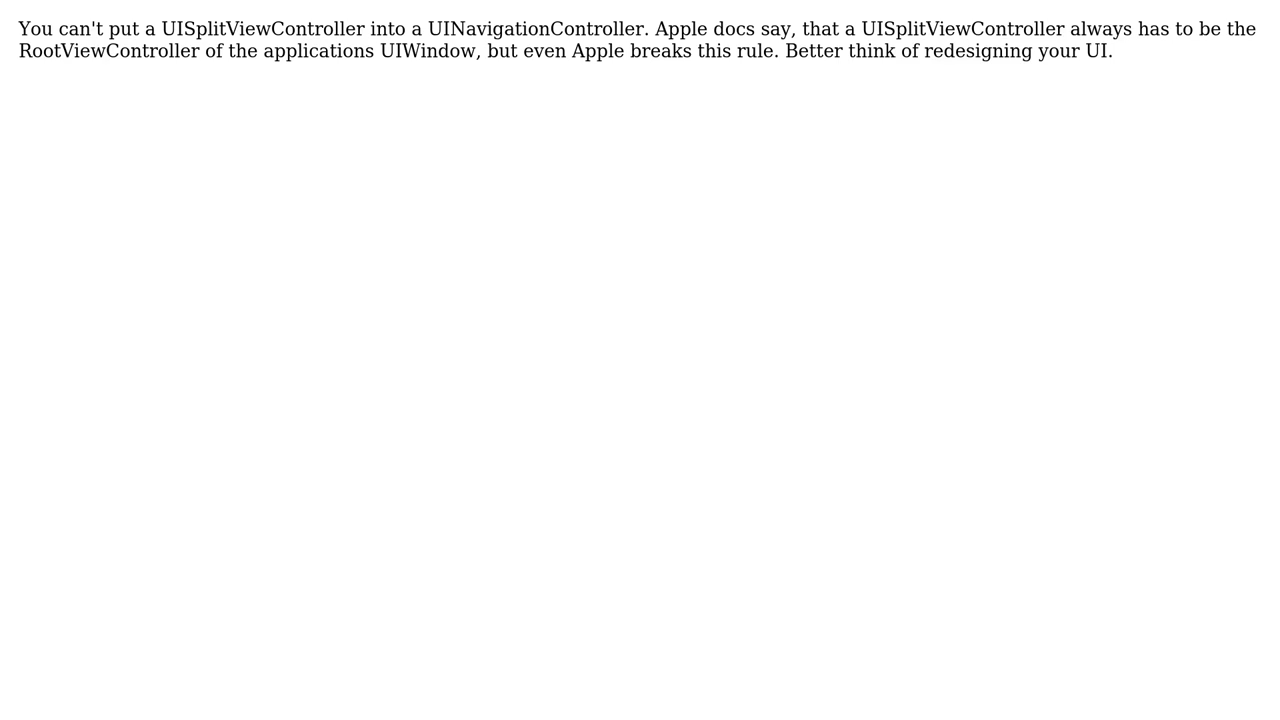 You can't put a UISplitViewController into a UINavigationController. Apple docs say, that a UISplitViewController always has to be the
RootViewController of the applications UIWindow, but even Apple breaks this rule. Better think of redesigning your UI.